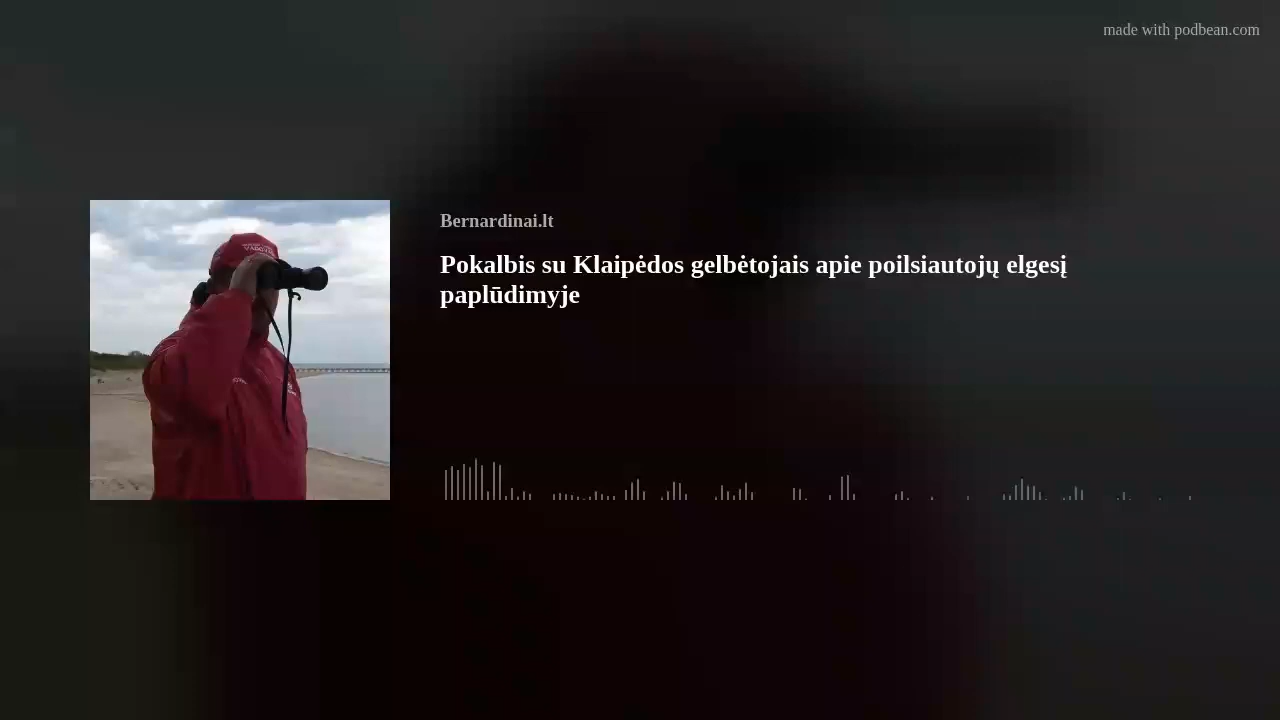 made with podbean.com
Bernardinai.lt
Pokalbis su Klaipėdos gelbėtojais apie poilsiautojų elgesį
paplūdimyje